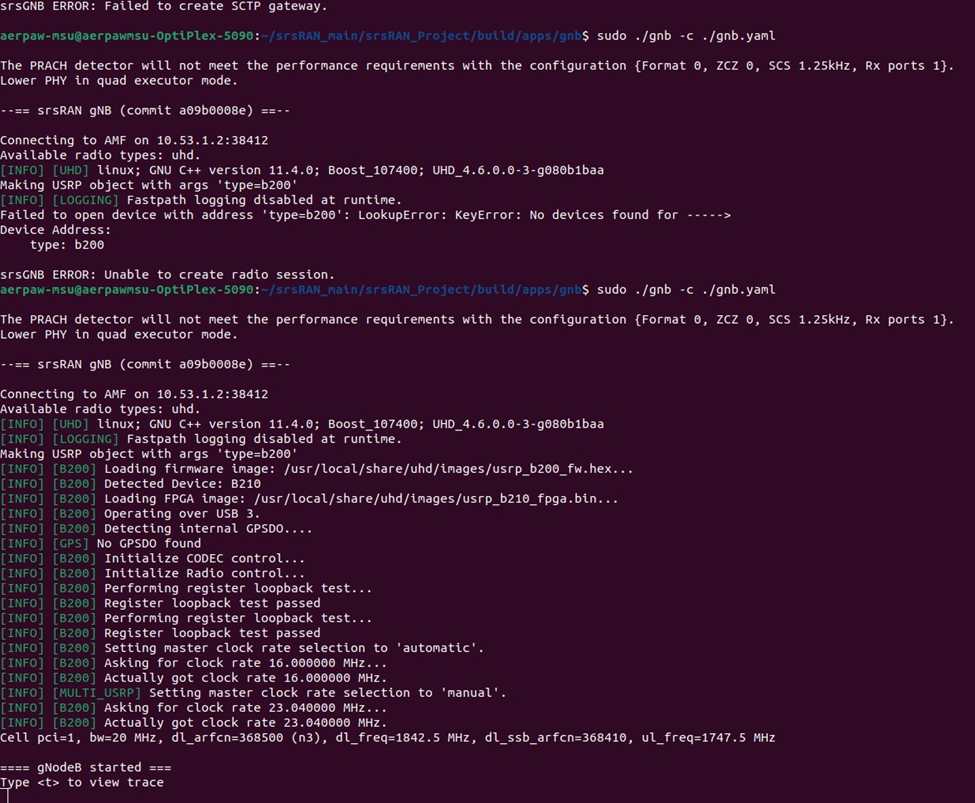 srsGNB ERROR: Failed to create SCTP gateway.
aerpaw-msu@aerpawmsu-OptiPlex-5090:~/srsRAN_main/srsRAN_Project/build/apps/gnb$ sudo ./gnb -c ./gnb.yaml
The PRACH detector will not meet the performance requirements with the configuration {Format 0, ZCZ 0, SCS 1.25kHz, Rx ports 1}.
Lower PHY in quad executor mode.
--== srsRAN gNB (commit a09b0008e) ==--
Connecting to AMF on 10.53.1.2:38412
Available radio types: uhd.
[INFO] [UHD] linux; GNU C++ version 11.4.0; Boost_107400; UHD_4.6.0.0-3-g080b1baa
Making USRP object with args 'type=b200'
[INFO] [LOGGING] Fastpath logging disabled at runtime.
Failed to open device with address 'type=b200': LookupError: KeyError: No devices found for ----->
Device Address:
    type: b200
srsGNB ERROR: Unable to create radio session.
aerpaw-msu@aerpawmsu-OptiPlex-5090:~/srsRAN_main/srsRAN_Project/build/apps/gnb$ sudo ./gnb -c ./gnb.yaml
The PRACH detector will not meet the performance requirements with the configuration {Format 0, ZCZ 0, SCS 1.25kHz, Rx ports 1}.
Lower PHY in quad executor mode.
--== srsRAN gNB (commit a09b0008e) ==--
Connecting to AMF on 10.53.1.2:38412
Available radio types: uhd.
[INFO] [UHD] linux; GNU C++ version 11.4.0; Boost_107400; UHD_4.6.0.0-3-g080b1baa
[INFO] [LOGGING] Fastpath logging disabled at runtime.
Making USRP object with args 'type=b200'
[INFO] [B200] Loading firmware image: /usr/local/share/uhd/images/usrp_b200_fw.hex...
[INFO] [B200] Detected Device: B210
[INFO] [B200] Loading FPGA image: /usr/local/share/uhd/images/usrp_b210_fpga.bin...
[INFO] [B200] Operating over USB 3.
[INFO] [B200] Detecting internal GPSDO....
[INFO] [GPS] No GPSDO found
[INFO] [B200] Initialize CODEC control...
[INFO] [B200] Initialize Radio control...
[INFO] [B200] Performing register loopback test...
[INFO] [B200] Register loopback test passed
[INFO] [B200] Performing register loopback test...
[INFO] [B200] Register loopback test passed
[INFO] [B200] Setting master clock rate selection to 'automatic'.
[INFO] [B200] Asking for clock rate 16.000000 MHz...
[INFO] [B200] Actually got clock rate 16.000000 MHz.
[INFO] [MULTI_USRP] Setting master clock rate selection to 'manual'.
[INFO] [B200] Asking for clock rate 23.040000 MHz...
[INFO] [B200] Actually got clock rate 23.040000 MHz.
Cell pci=1, bw=20 MHz, dl_arfcn=368500 (n3), dl_freq=1842.5 MHz, dl_ssb_arfcn=368410, ul_freq=1747.5 MHz
==== gNodeB started ===
Type <t> to view trace